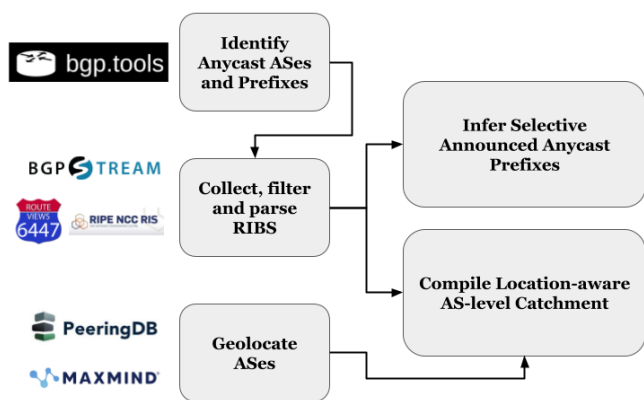 bgp.tools
Identify
Anycast ASes
and Prefixes
BGP STREAM
ROUTE
VIEWS
6447
RIPE NCC RIS
Collect, filter
and parse
RIBS
Infer Selective
Announced Anycast
Prefixes
Compile Location-aware
AS-level Catchment
PeeringDB
MAXMIND
Geolocate
ASes